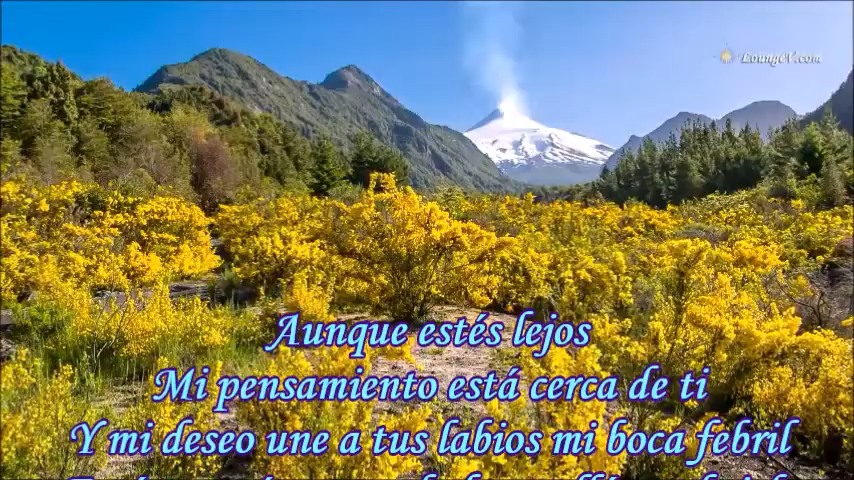 LoungeV.com
Aunque estés lejos
Mi pensamiento está cerca de ti
Y mi deseo une a tus labios mi boca febril